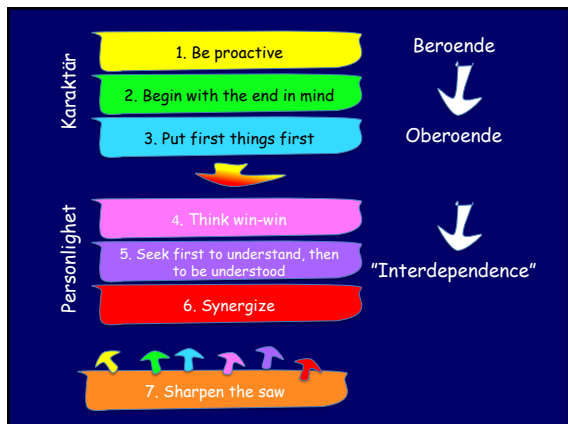 Karaktär
1. Be proactive
2. Begin with the end in mind
3. Put first things first
Beroende
Oberoende
Personlighet
4. Think win-win
5. Seek first to understand, then
to be understood
6. Synergize
”Interdependence”
7. Sharpen the saw